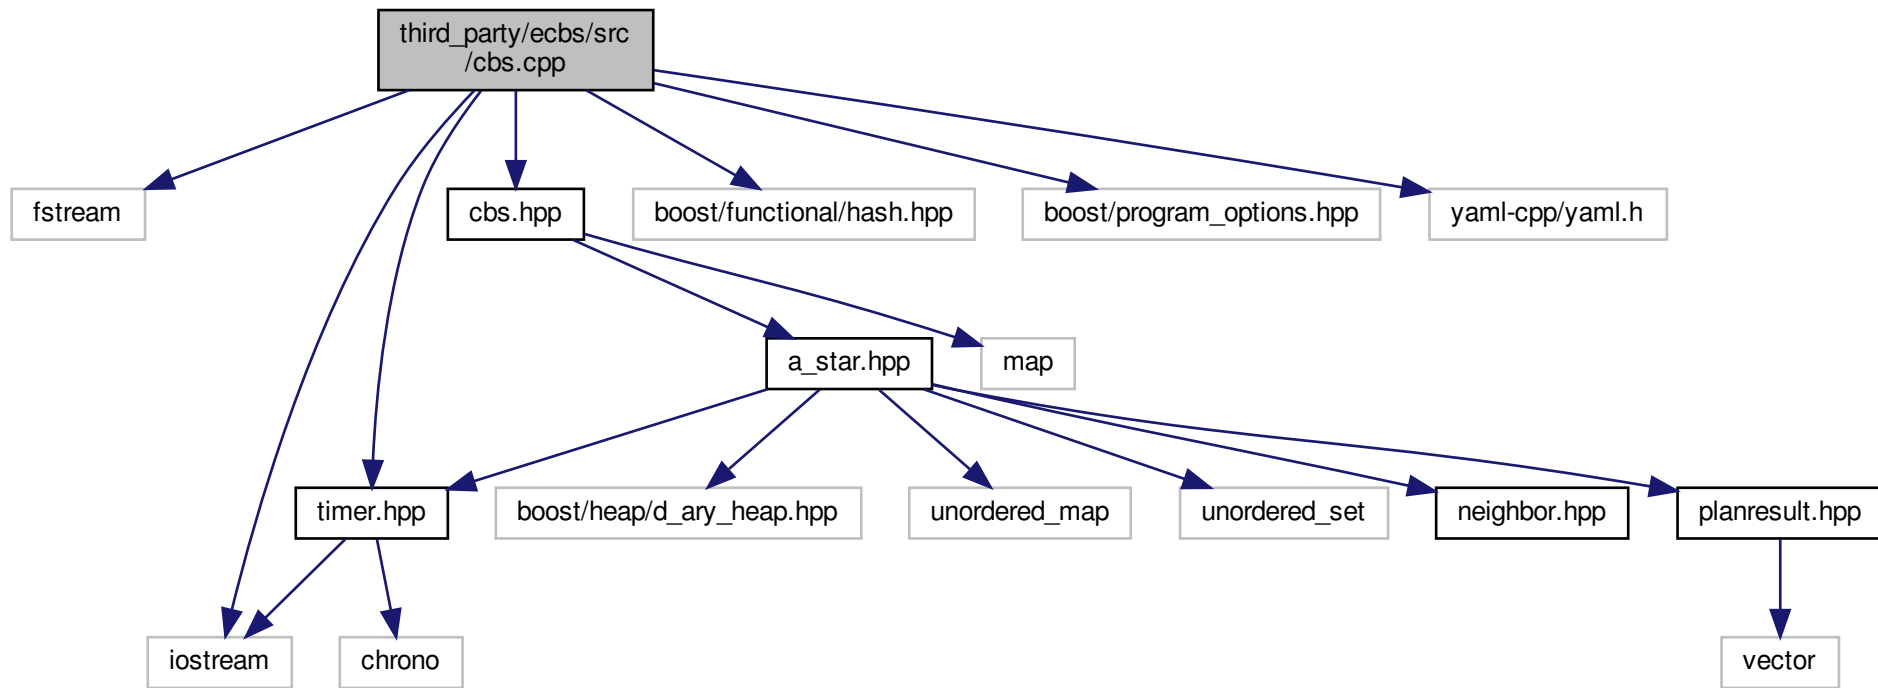 third_party/ecbs/src
/cbs.cpp
fstream
cbs.hpp
boost/functional/hash.hpp
boost/program_options.hpp
yaml-cpp/yaml.h
a_star.hpp
map
timer.hpp
boost/heap/d_ary_heap.hpp
unordered_map
unordered_set
neighbor.hpp
planresult.hpp
iostream
chrono
vector